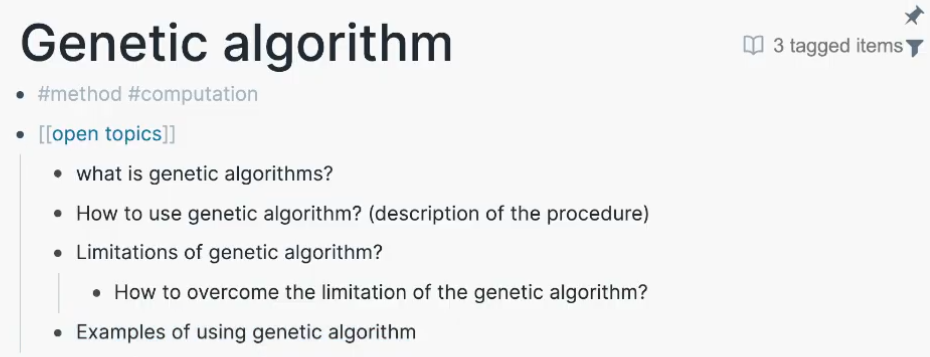 Genetic algorithm
3 tagged items
#method #computation
[[open topics]]
what is genetic algorithms?
How to use genetic algorithm? (description of the procedure)
Limitations of genetic algorithm?
How to overcome the limitation of the genetic algorithm?
Examples of using genetic algorithm